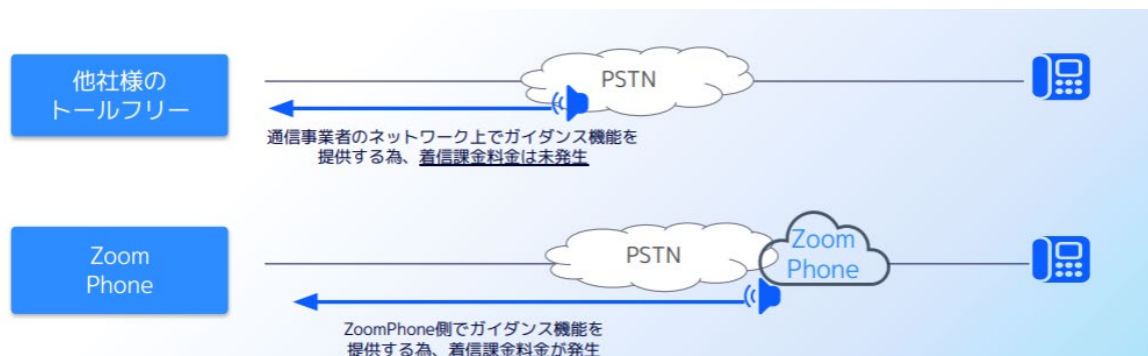 他社様の
トールフリー
PSTN
通信事業者のネットワーク上でガイダンス機能を
提供する為、着信課金料金は未発生
Zoom
Phone
PSTN
Zoom
Phone
ZoomPhone側でガイダンス機能を
提供する為、着信課金料金が発生